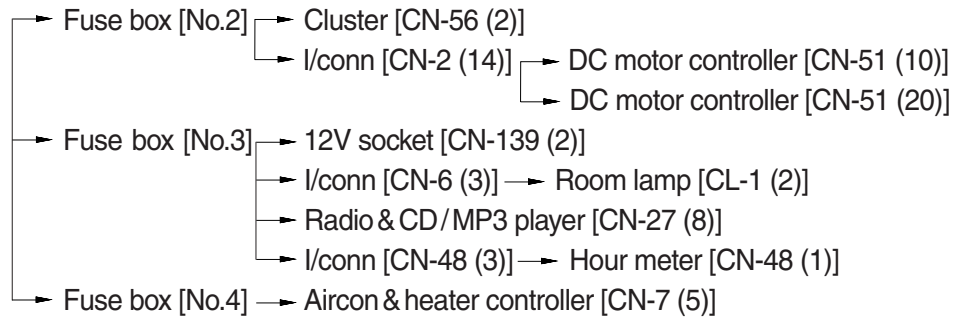 Fuse box [No.2] Cluster [CN-56 (2)]
I/conn [CN-2 (14)] DC motor controller [CN-51 (10)]
DC motor controller [CN-51 (20)]
Fuse box [No.3] 12V socket [CN-139 (2)]
I/conn [CN-6 (3)] Room lamp [CL-1 (2)]
Radio & CD/MP3 player [CN-27 (8)]
I/conn [CN-48 (3)] Hour meter [CN-48 (1)]
Fuse box [No.4] Aircon & heater controller [CN-7 (5)]